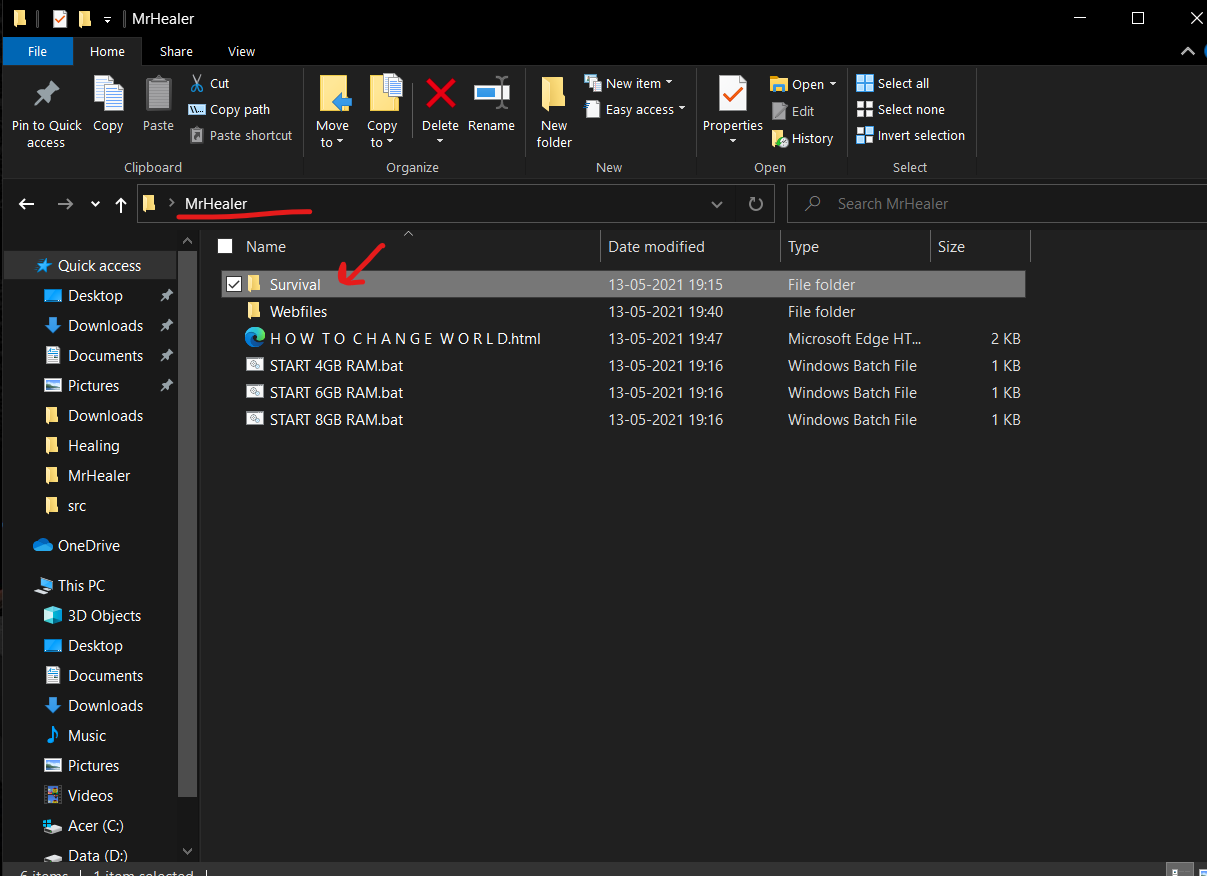 MrHealer
File Home Share View
Pin to Quick access
Copy
Paste
Cut
Copy path
Paste shortcut
Clipboard
Move to
Copy to
Delete
Rename
Organize
New folder
New item
Easy access
New
Properties
Open
Edit
History
Open
Select all
Select none
Invert selection
Select
MrHealer
Search MrHealer
Quick access
Desktop
Downloads
Documents
Pictures
Downloads
Healing
MrHealer
src
OneDrive
This PC
3D Objects
Desktop
Documents
Downloads
Music
Pictures
Videos
Acer (C:)
Data (D:)
Name Date modified Type Size
Survival 13-05-2021 19:15 File folder
Webfiles 13-05-2021 19:40 File folder
H O W  T O  C H A N G E  W O R L D.html 13-05-2021 19:47 Microsoft Edge HT... 2 KB
START 4GB RAM.bat 13-05-2021 19:16 Windows Batch File 1 KB
START 6GB RAM.bat 13-05-2021 19:16 Windows Batch File 1 KB
START 8GB RAM.bat 13-05-2021 19:16 Windows Batch File 1 KB
6 items 1 item selected